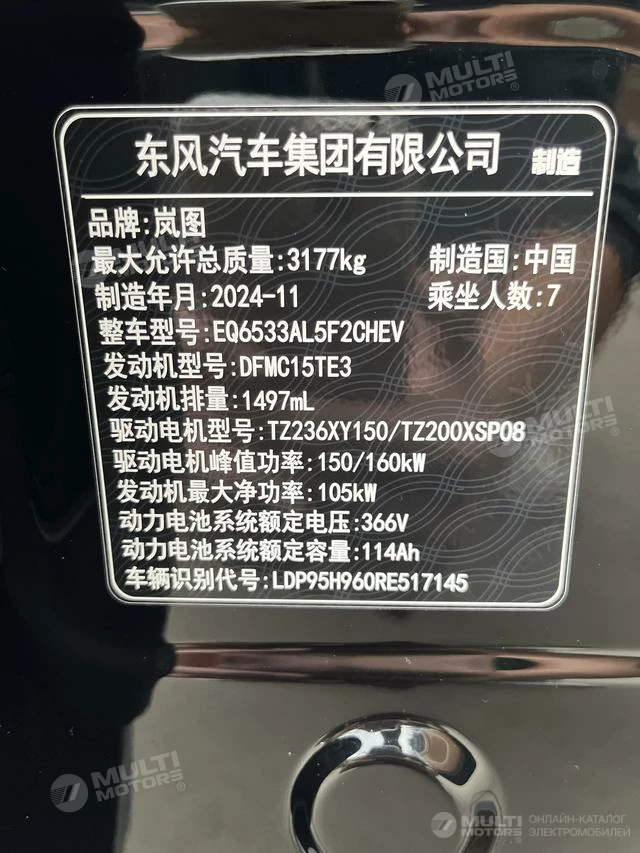 MULTI
MOTORS®
东风汽车集团有限公司 制造
品牌:岚图
最大允许总质量:3177kg 制造国:中国
制造年月:2024-11 乘坐人数:7
整车型号:EQ6533AL5F2CHEV
发动机型号:DFMC15TE3
发动机排量:1497mL
驱动电机型号:TZ236XY150/TZ200XSP08
驱动电机峰值功率:150/160kW
发动机最大净功率:105kW
动力电池系统额定电压:366V
动力电池系统额定容量:114Ah
车辆识别代号:LDP95H960RE517145
MULTI
MOTORS®
MULTI
MOTORS®
ОНЛАЙН-КАТАЛОГ
ЭЛЕКТРОМОБИЛЕЙ